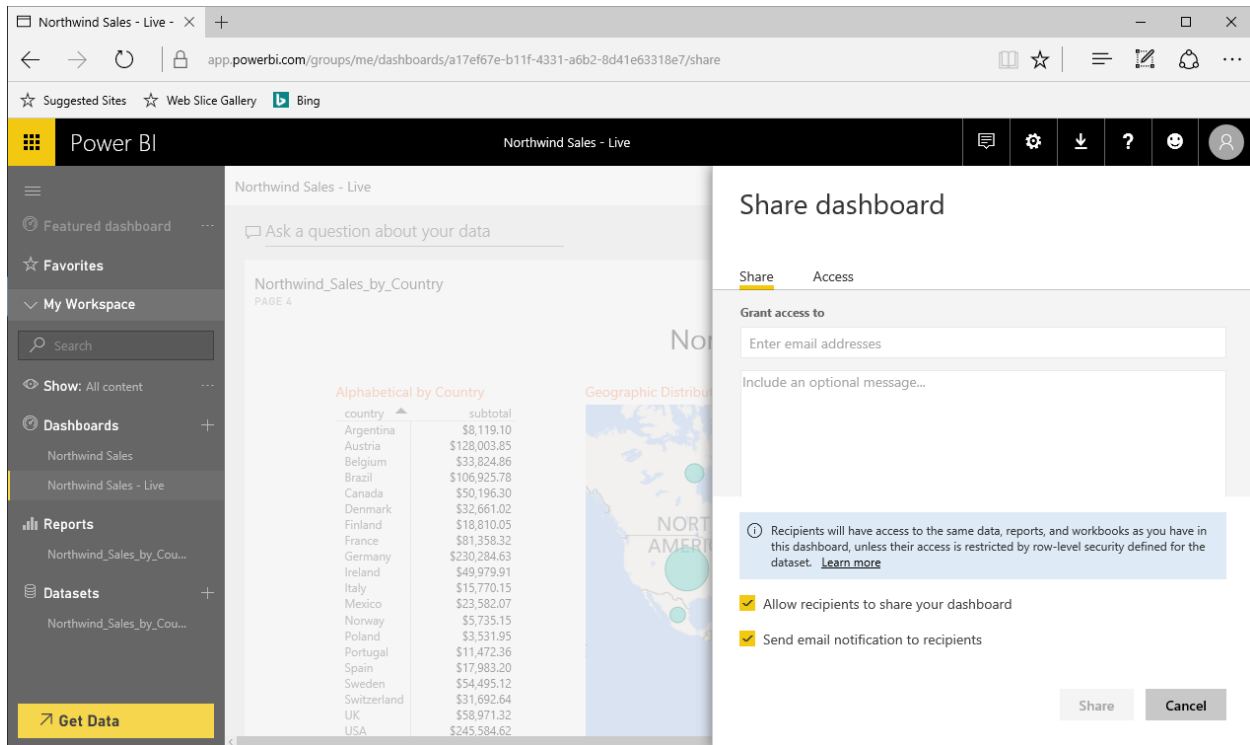 Northwind Sales - Live -
app.powerbi.com/groups/me/dashboards/a17ef67e-b11f-4331-a6b2-8d41e63318e7/share
Suggested Sites Web Slice Gallery Bing
Power BI
Northwind Sales - Live
Featured dashboard
Favorites
My Workspace
Search
Show: All content
Dashboards
Northwind Sales
Northwind Sales - Live
Reports
Northwind_Sales_by_Cou...
Datasets
Northwind_Sales_by_Cou...
Get Data
Northwind Sales - Live
Ask a question about your data
Northwind_Sales_by_Country
PAGE 4
Alphabetical by Country
country subtotal
Argentina $8,119.10
Austria $128,003.85
Belgium $33,824.86
Brazil $106,925.78
Canada $50,196.30
Denmark $32,661.02
Finland $18,810.05
France $81,358.32
Germany $230,284.63
Ireland $49,979.91
Italy $15,770.15
Mexico $23,582.07
Norway $5,735.15
Poland $3,531.95
Portugal $11,472.36
Spain $17,983.20
Sweden $54,495.12
Switzerland $31,692.64
UK $58,971.32
USA $245,584.62
Nor
Geographic Distribu
NORT
AMERI
Share dashboard
Share Access
Grant access to
Enter email addresses
Include an optional message...
Recipients will have access to the same data, reports, and workbooks as you have in
this dashboard, unless their access is restricted by row-level security defined for the
dataset. Learn more
Allow recipients to share your dashboard
Send email notification to recipients
Share Cancel